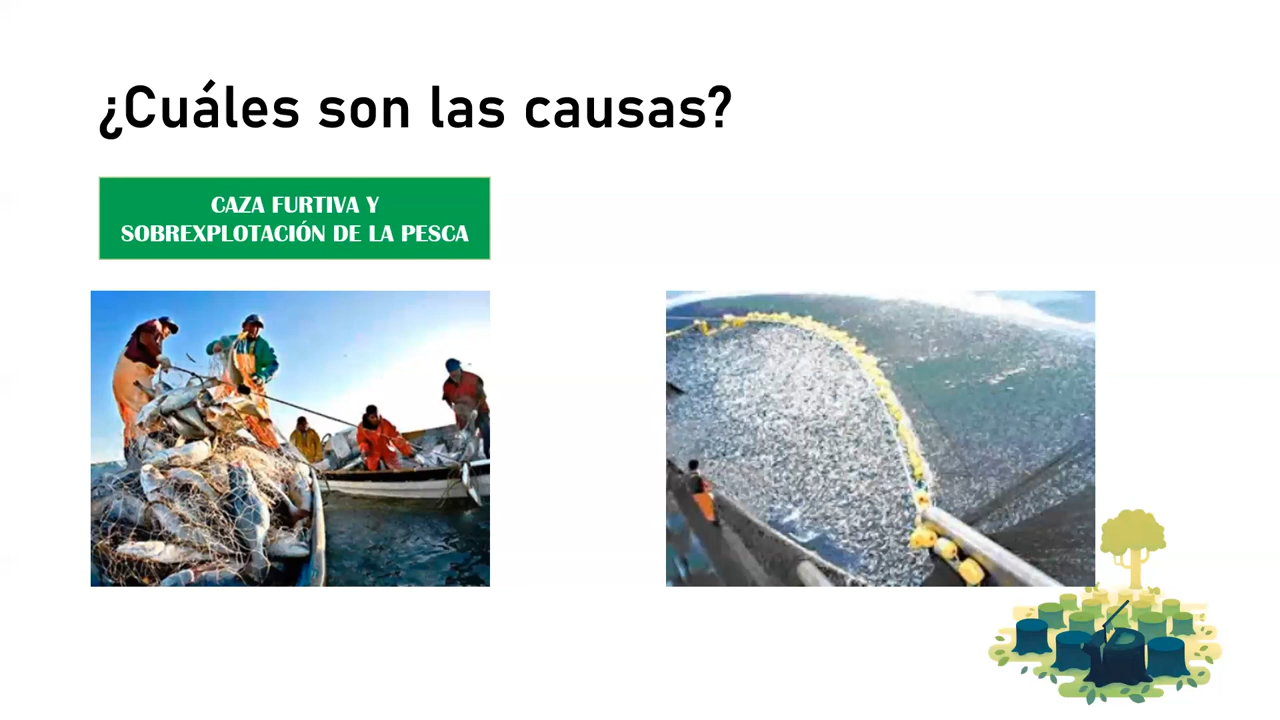 ¿Cuáles son las causas?
CAZA FURTIVA Y
SOBREXPLOTACIÓN DE LA PESCA